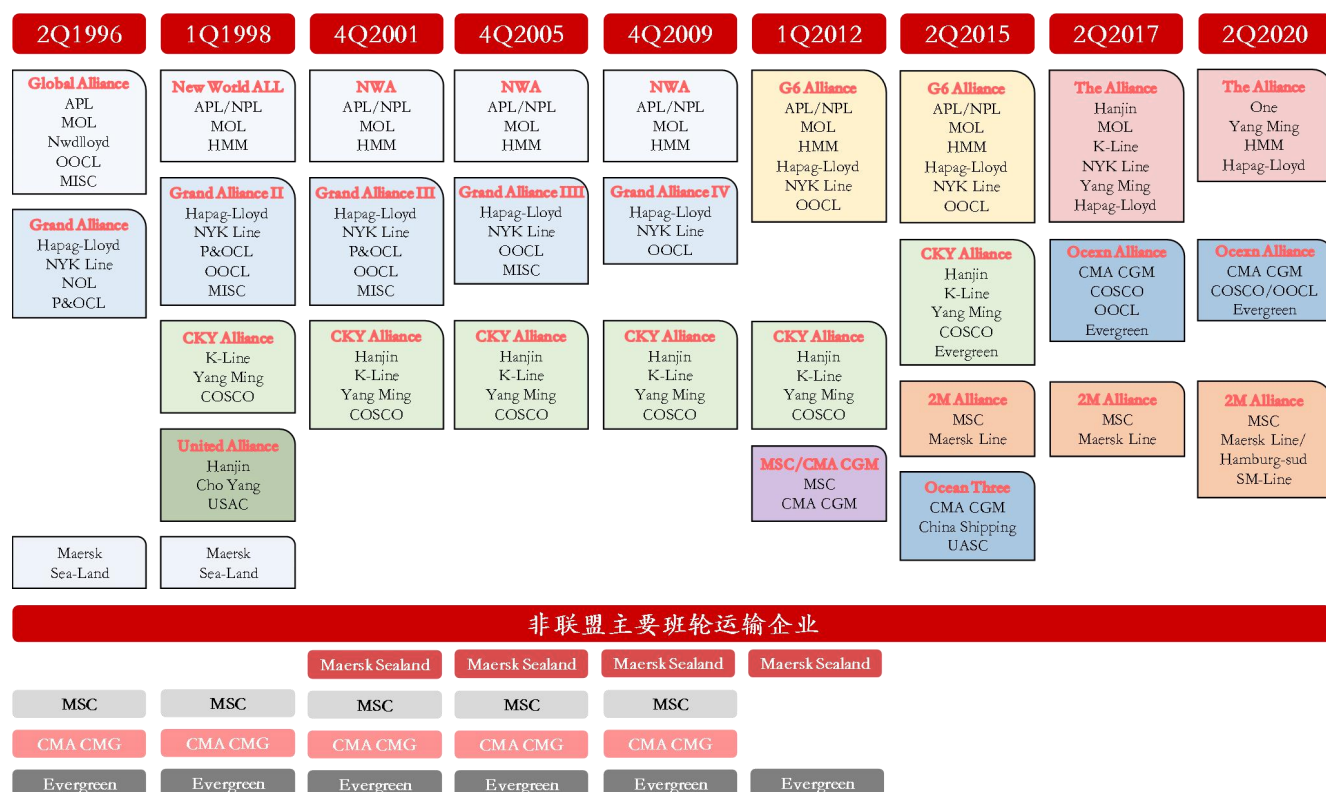 2Q1996
1Q1998
4Q2001
4Q2005
4Q2009
1Q2012
2Q2015
2Q2017
2Q2020
Global Alliance
APL
MOL
Nwdlloyd
OOCL
MISC
Grand Alliance
Hapag-Lloyd
NYK Line
NOL
P&OCL
Maersk
Sea-Land
New World ALL
APL/NPL
MOL
HMM
Grand Alliance II
Hapag-Lloyd
NYK Line
P&OCL
OOCL
MISC
CKY Alliance
K-Line
Yang Ming
COSCO
United Alliance
Hanjin
Cho Yang
USAC
Maersk
Sea-Land
NWA
APL/NPL
MOL
HMM
Grand Alliance III
Hapag-Lloyd
NYK Line
P&OCL
OOCL
MISC
CKY Alliance
Hanjin
K-Line
Yang Ming
COSCO
NWA
APL/NPL
MOL
HMM
Grand Alliance IIII
Hapag-Lloyd
NYK Line
OOCL
MISC
CKY Alliance
Hanjin
K-Line
Yang Ming
COSCO
NWA
APL/NPL
MOL
HMM
Grand Alliance IV
Hapag-Lloyd
NYK Line
OOCL
CKY Alliance
Hanjin
K-Line
Yang Ming
COSCO
G6 Alliance
APL/NPL
MOL
HMM
Hapag-Lloyd
NYK Line
OOCL
CKY Alliance
Hanjin
K-Line
Yang Ming
COSCO
MSC/CMA CGM
MSC
CMA CGM
G6 Alliance
APL/NPL
MOL
HMM
Hapag-Lloyd
NYK Line
OOCL
CKY Alliance
Hanjin
K-Line
Yang Ming
COSCO
Evergreen
2M Alliance
MSC
Maersk Line
Ocean Three
CMA CGM
China Shipping
UASC
The Alliance
Hanjin
MOL
K-Line
NYK Line
Yang Ming
Hapag-Lloyd
Ocexn Alliance
CMA CGM
COSCO
OOCL
Evergreen
2M Alliance
MSC
Maersk Line
The Alliance
One
Yang Ming
HMM
Hapag-Lloyd
Ocexn Alliance
CMA CGM
COSCO/OOCL
Evergreen
2M Alliance
MSC
Maersk Line/
Hamburg-sud
SM-Line
非联盟主要班轮运输企业
Maersk Sealand
Maersk Sealand
Maersk Sealand
Maersk Sealand
MSC
MSC
MSC
MSC
MSC
CMA CMG
CMA CMG
CMA CMG
CMA CMG
CMA CMG
Evergreen
Evergreen
Evergreen
Evergreen
Evergreen
Evergreen